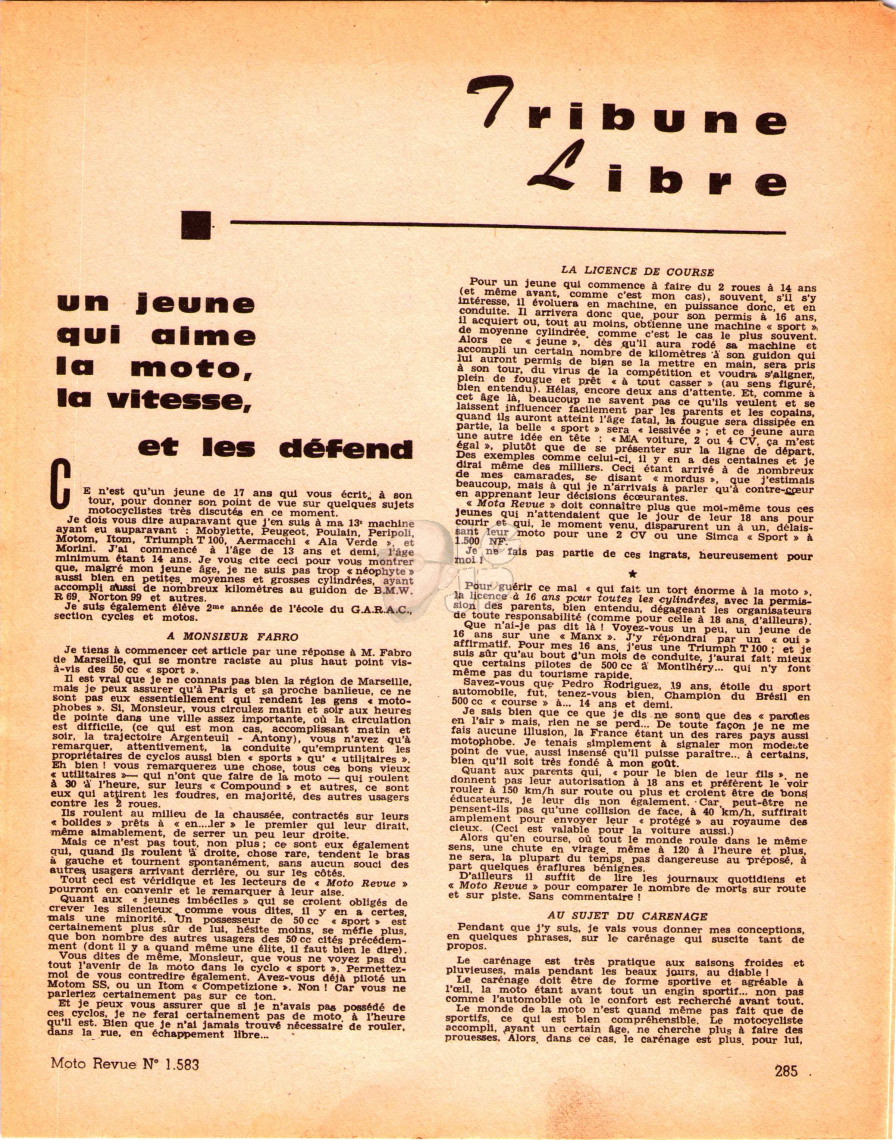 Tribune
Libre
un jeune
qui aime
la moto,
la vitesse,
et les défend
CE n'est qu'un jeune de 17 ans qui vous écrit, à son
tour, pour donner son point de vue sur quelques sujets
motocyclistes très discutés en ce moment.
Je dois vous dire auparavant que j'en suis à ma 13e machine
ayant eu auparavant : Mobylette, Peugeot, Poulain, Peripoli,
Motom, Itom, Triumph T 100, Aermacchi « Ala Verde », et
Morini. J'ai commencé à l'âge de 13 ans et demi, l'âge
minimum étant 14 ans. Je vous cite ceci pour vous montrer
que, malgré mon jeune âge, je ne suis pas trop « néophyte »
aussi bien en petites, moyennes et grosses cylindrées, ayant
accompli aussi de nombreux kilomètres au guidon de B.M.W.
R 69, Norton 99 et autres.
Je suis également élève 2me année de l'école du G.A.R.A.C.,
section cycles et motos.
A MONSIEUR FABRO
Je tiens à commencer cet article par une réponse à M. Fabro
de Marseille, qui se montre raciste au plus haut point vis-
à-vis des 50 cc « sport ».
Il est vrai que je ne connais pas bien la région de Marseille,
mais je peux assurer qu'à Paris et sa proche banlieue, ce ne
sont pas eux essentiellement qui rendent les gens « moto-
phobes ». Si, Monsieur, vous circulez matin et soir aux heures
de pointe dans une ville assez importante, où la circulation
est difficile, (ce qui est mon cas, accomplissant matin et
soir, la trajectoire Argenteuil - Antony), vous n'avez qu'à
remarquer, attentivement, la conduite qu'empruntent les
propriétaires de cyclos aussi bien « sports » qu' « utilitaires ».
Eh bien ! vous remarquerez une chose, tous ces bons vieux
« utilitaires » — qui n'ont que faire de la moto — qui roulent
à 30 à l'heure, sur leurs « Compound » et autres, ce sont
eux qui attirent les foudres, en majorité, des autres usagers
contre les 2 roues.
Ils roulent au milieu de la chaussée, contractés sur leurs
« bolides » prêts à « en....ler » le premier qui leur dirait,
même aimablement, de serrer un peu leur droite.
Mais ce n'est pas tout, non plus ; ce sont eux également
qui, quand ils roulent à droite, chose rare, tendent le bras
à gauche et tournent spontanément, sans aucun souci des
autres usagers arrivant derrière, ou sur les côtés.
Tout ceci est véridique et les lecteurs de « Moto Revue »
pourront en convenir et le remarquer à leur aise.
Quant aux « jeunes imbéciles » qui se croient obligés de
crever les silencieux comme vous dites, il y en a certes,
mais une minorité. Un possesseur de 50 cc « sport » est
certainement plus sûr de lui, hésite moins, se méfie plus,
que bon nombre des autres usagers des 50 cc cités précédem-
ment (dont il y a quand même une élite, il faut bien le dire).
Vous dites de même, Monsieur, que vous ne voyez pas du
tout l'avenir de la moto dans le cyclo « sport ». Permettez-
moi de vous contredire également. Avez-vous déjà piloté un
Motom SS, ou un Itom « Competizione ». Non ! Car vous ne
parleriez certainement pas sur ce ton.
Et je peux vous assurer que si je n'avais pas possédé de
ces cyclos, je ne ferai certainement pas de moto à l'heure
qu'il est. Bien que je n'ai jamais trouvé nécessaire de rouler,
dans la rue, en échappement libre...
LA LICENCE DE COURSE
Pour un jeune qui commence à faire du 2 roues à 14 ans
(et même avant, comme c'est mon cas), souvent, s'il s'y
intéresse, il évoluera en machine, en puissance donc, et en
conduite. Il arrivera donc que, pour son permis à 16 ans,
il acquiert ou, tout au moins, obtienne une machine « sport »
de moyenne cylindrée, comme c'est le cas le plus souvent.
Alors ce « jeune », dès qu'il aura rodé sa machine et
accompli un certain nombre de kilomètres à son guidon qui
lui auront permis de bien se la mettre en main, sera pris
à son tour, du virus de la compétition et voudra s'aligner,
plein de fougue et prêt « à tout casser » (au sens figuré,
bien entendu). Hélas, encore deux ans d'attente. Et, comme à
cet âge là, beaucoup ne savent pas ce qu'ils veulent et se
laissent influencer facilement par les parents et les copains,
quand ils auront atteint l'âge fatal, la fougue sera dissipée en
partie, la belle « sport » sera « lessivée » ; et ce jeune aura
une autre idée en tête : « MA voiture, 2 ou 4 CV, ça m'est
égal », plutôt que de se présenter sur la ligne de départ.
Des exemples comme celui-ci, il y en a des centaines et je
dirai même des milliers. Ceci étant arrivé à de nombreux
de mes camarades, se disant « mordus », que j'estimais
beaucoup, mais à qui je n'arrivais à parler qu'à contre-cœur
en apprenant leur décisions écœurantes.
« Moto Revue » doit connaître plus que moi-même tous ces
jeunes qui n'attendaient que le jour de leur 18 ans pour
courir et qui, le moment venu, disparurent un à un, délais-
sant leur moto pour une 2 CV ou une Simca « Sport » à
1.500 NF.
Je ne fais pas partie de ces ingrats, heureusement pour
moi !
★
Pour guérir ce mal « qui fait un tort énorme à la moto »,
la licence à 16 ans pour toutes les cylindrées, avec la permis-
sion des parents, bien entendu, dégageant les organisateurs
de toute responsabilité (comme pour celle à 18 ans, d'ailleurs).
Que n'ai-je pas dit là ! Voyez-vous un peu, un jeune de
16 ans sur une « Manx ». J'y répondrai par un « oui »
affirmatif. Pour mes 16 ans, j'eus une Triumph T 100 ; et je
suis sûr qu'au bout d'un mois de conduite, j'aurai fait mieux
que certains pilotes de 500 cc à Montlhéry... qui n'y font
même pas du tourisme rapide.
Savez-vous que Pedro Rodriguez, 19 ans, étoile du sport
automobile, fut, tenez-vous bien, Champion du Brésil en
500 cc « course » à... 14 ans et demi.
Je sais bien que ce que je dis ne sont que des « paroles
en l'air » mais, rien ne se perd... De toute façon je ne me
fais aucune illusion, la France étant un des rares pays aussi
motophobe. Je tenais simplement à signaler mon modeste
point de vue, aussi insensé qu'il puisse paraître... à certains,
bien qu'il soit très fondé à mon goût.
Quant aux parents qui, « pour le bien de leur fils », ne
donnent pas leur autorisation à 18 ans et préfèrent le voir
rouler à 150 km/h sur route ou plus et croient être de bons
éducateurs, je leur dis non également. Car peut-être ne
pensent-ils pas qu'une collision de face, à 40 km/h, suffirait
amplement pour envoyer leur « protégé » au royaume des
cieux. (Ceci est valable pour la voiture aussi.)
Alors qu'en course, où tout le monde roule dans le même
sens, une chute en virage, même à 120 à l'heure et plus,
ne sera, la plupart du temps, pas dangereuse au préposé, à
part quelques éraflures bénignes.
D'ailleurs il suffit de lire les journaux quotidiens et
« Moto Revue » pour comparer le nombre de morts sur route
et sur piste. Sans commentaire !
AU SUJET DU CARENAGE
Pendant que j'y suis, je vais vous donner mes conceptions,
en quelques phrases, sur le carénage qui suscite tant de
propos.
Le carénage est très pratique aux saisons froides et
pluvieuses, mais pendant les beaux jours, au diable !
Le carénage doit être de forme sportive et agréable à
l'œil, la moto étant avant tout un engin sportif... non pas
comme l'automobile où le confort est recherché avant tout.
Le monde de la moto n'est quand même pas fait que de
sportifs, ce qui est bien compréhensible. Le motocycliste
accompli, ayant un certain âge, ne cherche plus à faire des
prouesses. Alors, dans ce cas, le carénage est plus, pour lui,
Moto Revue N° 1.583
285